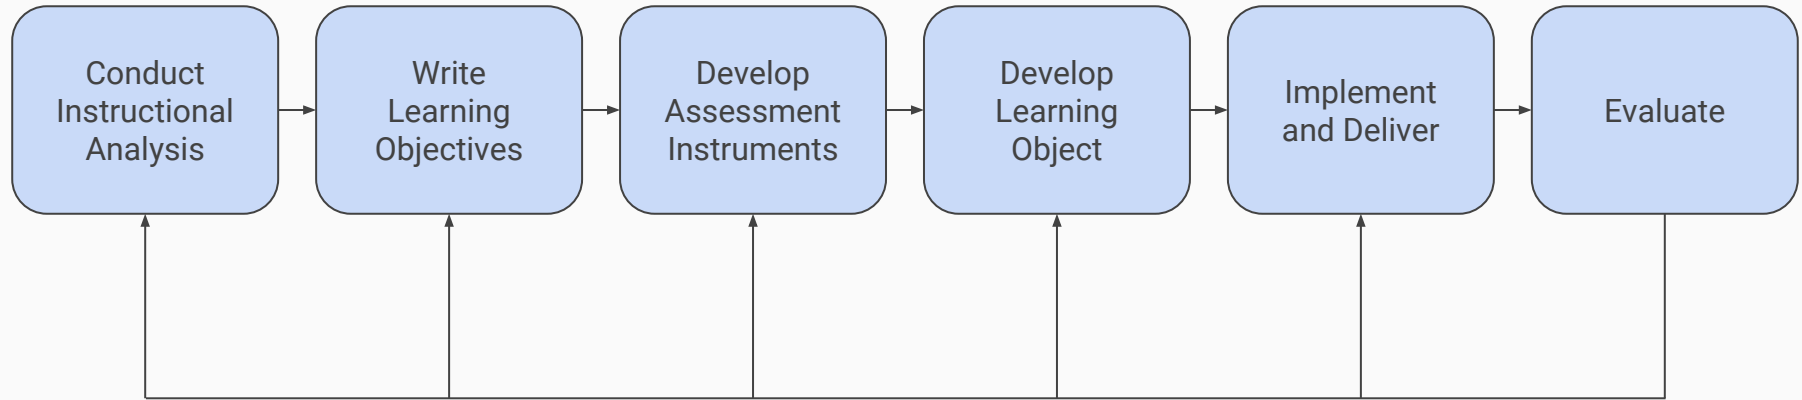 Conduct
Instructional
Analysis
Write
Learning
Objectives
Develop
Assessment
Instruments
Develop
Learning
Object
Implement
and Deliver
Evaluate